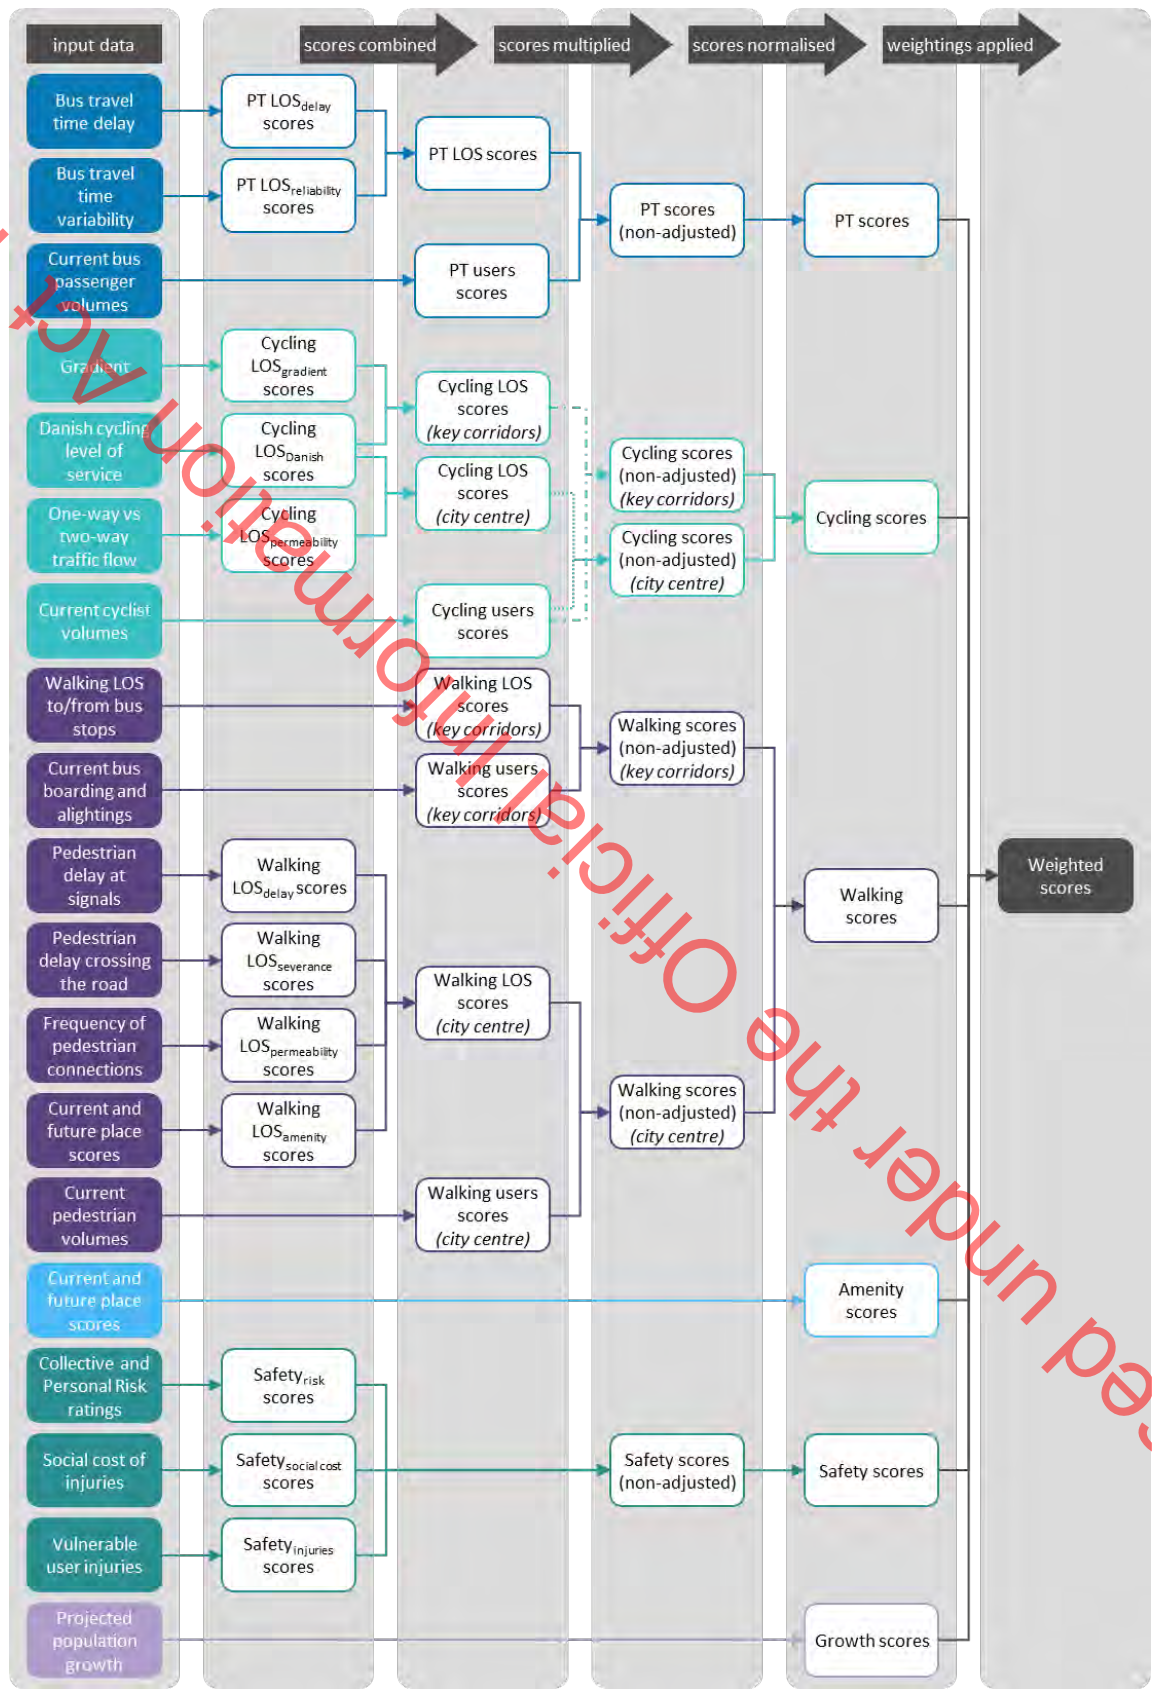 input data
scores combined
scores multiplied
scores normalised
weightings applied
Bus travel
time delay
PT LOSdelay
scores
PT LOS scores
Bus travel
time
variability
PT LOSreliability
scores
PT scores
(non-adjusted)
PT scores
Current bus
passenger
volumes
PT users
scores
Gradient
Cycling
LOSgradient
scores
Cycling LOS
scores
(key corridors)
Danish cycling
level of
service
Cycling
LOSDanish
scores
Cycling LOS
scores
(city centre)
Cycling scores
(non-adjusted)
(key corridors)
Cycling scores
One-way vs
two-way
traffic flow
Cycling
LOSpermeability
scores
Cycling scores
(non-adjusted)
(city centre)
Current cyclist
volumes
Cycling users
scores
Walking LOS
to/from bus
stops
Walking LOS
scores
(key corridors)
Walking scores
(non-adjusted)
(key corridors)
Current bus
boarding and
alightings
Walking users
scores
(key corridors)
Pedestrian
delay at
signals
Walking
LOSdelay scores
Walking
scores
Weighted
scores
Pedestrian
delay crossing
the road
Walking
LOSseverance
scores
Walking LOS
scores
(city centre)
Frequency of
pedestrian
connections
Walking
LOSpermeability
scores
Walking scores
(non-adjusted)
(city centre)
Current and
future place
scores
Walking
LOSamenity
scores
Current
pedestrian
volumes
Walking users
scores
(city centre)
Current and
future place
scores
Amenity
scores
Collective and
Personal Risk
ratings
Safetyrisk
scores
Social cost of
injuries
Safetysocial cost
scores
Safety scores
(non-adjusted)
Safety scores
Vulnerable
user injuries
Safetyinjuries
scores
Projected
population
growth
Growth scores
sed under the Official Information Act